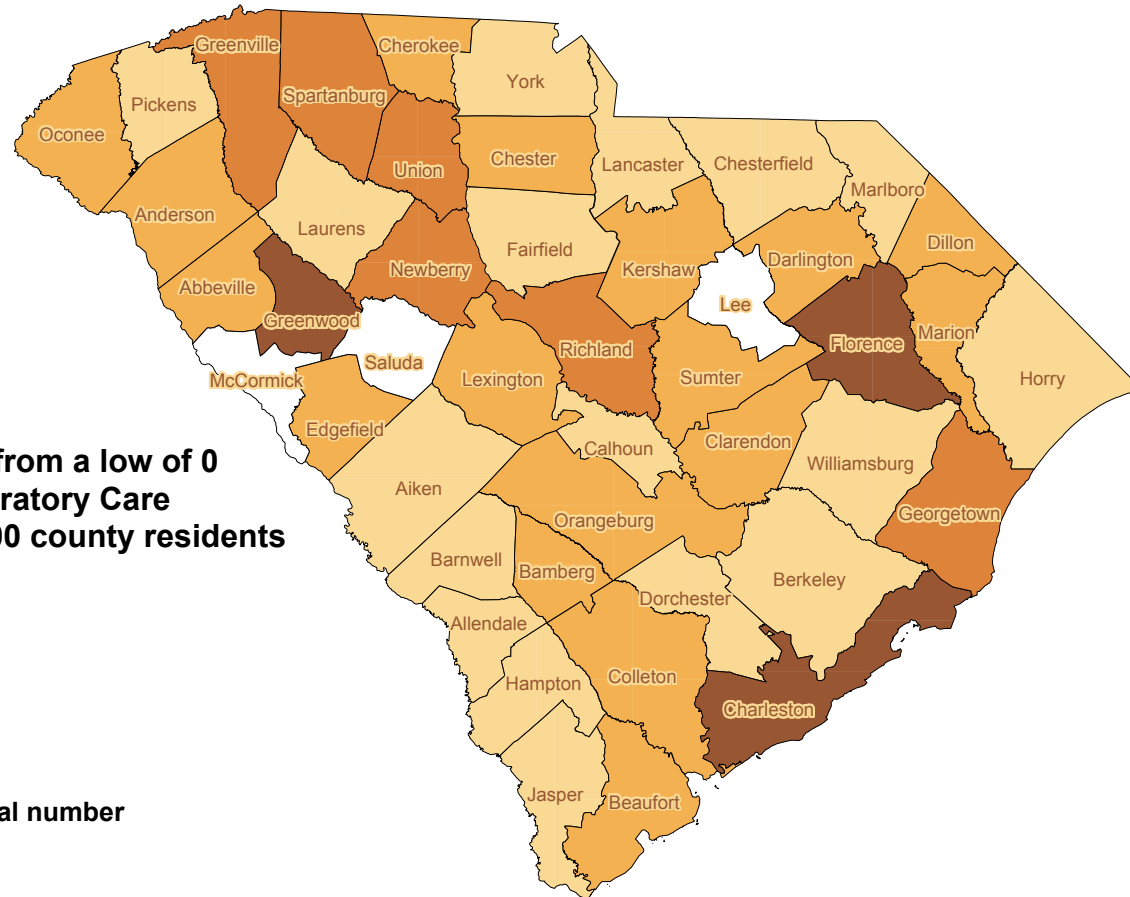 Greenville
Cherokee
York
Pickens
Spartanburg
Oconee
Union
Chester
Lancaster
Chesterfield
Marlboro
Anderson
Laurens
Fairfield
Dillon
Newberry
Kershaw
Darlington
Abbeville
Greenwood
Lee
Marion
Saluda
Richland
Florence
McCormick
Lexington
Sumter
Horry
Edgefield
Calhoun
Clarendon
Williamsburg
from a low of 0
ratory Care
00 county residents
Aiken
Orangeburg
Georgetown
Barnwell
Bamberg
Berkeley
Dorchester
Allendale
Hampton
Colleton
Charleston
Jasper
Beaufort
al number